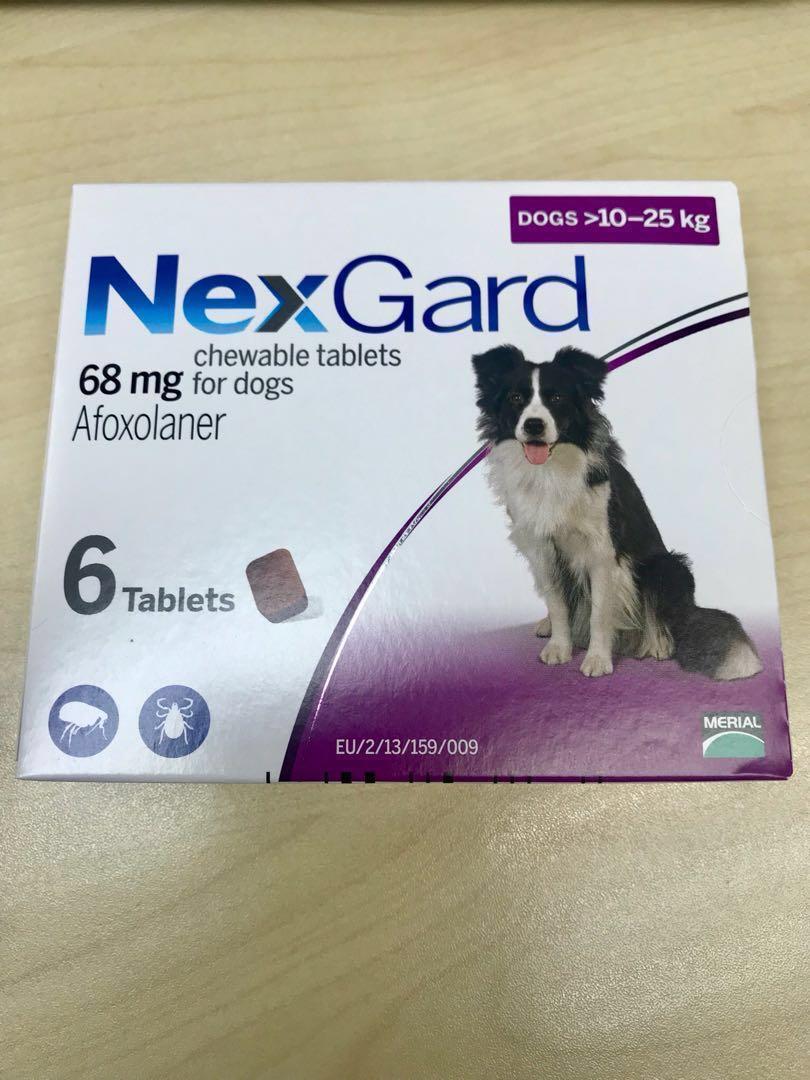 DOGS >10–25 kg
NexGard
68 mg chewable tablets for dogs
Afoxolaner
6 Tablets
EU/2/13/159/009
MERIAL